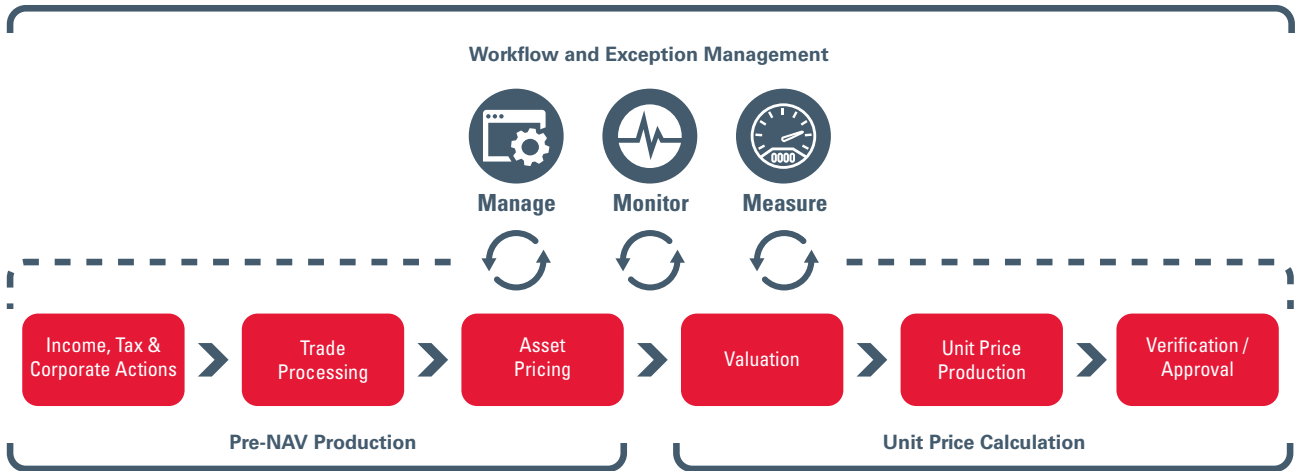 Workflow and Exception Management
0000
Manage
Monitor
Measure
Income, Tax &
Corporate Actions
Trade
Processing
Asset
Pricing
Valuation
Unit Price
Production
Verification /
Approval
Pre-NAV Production
Unit Price Calculation